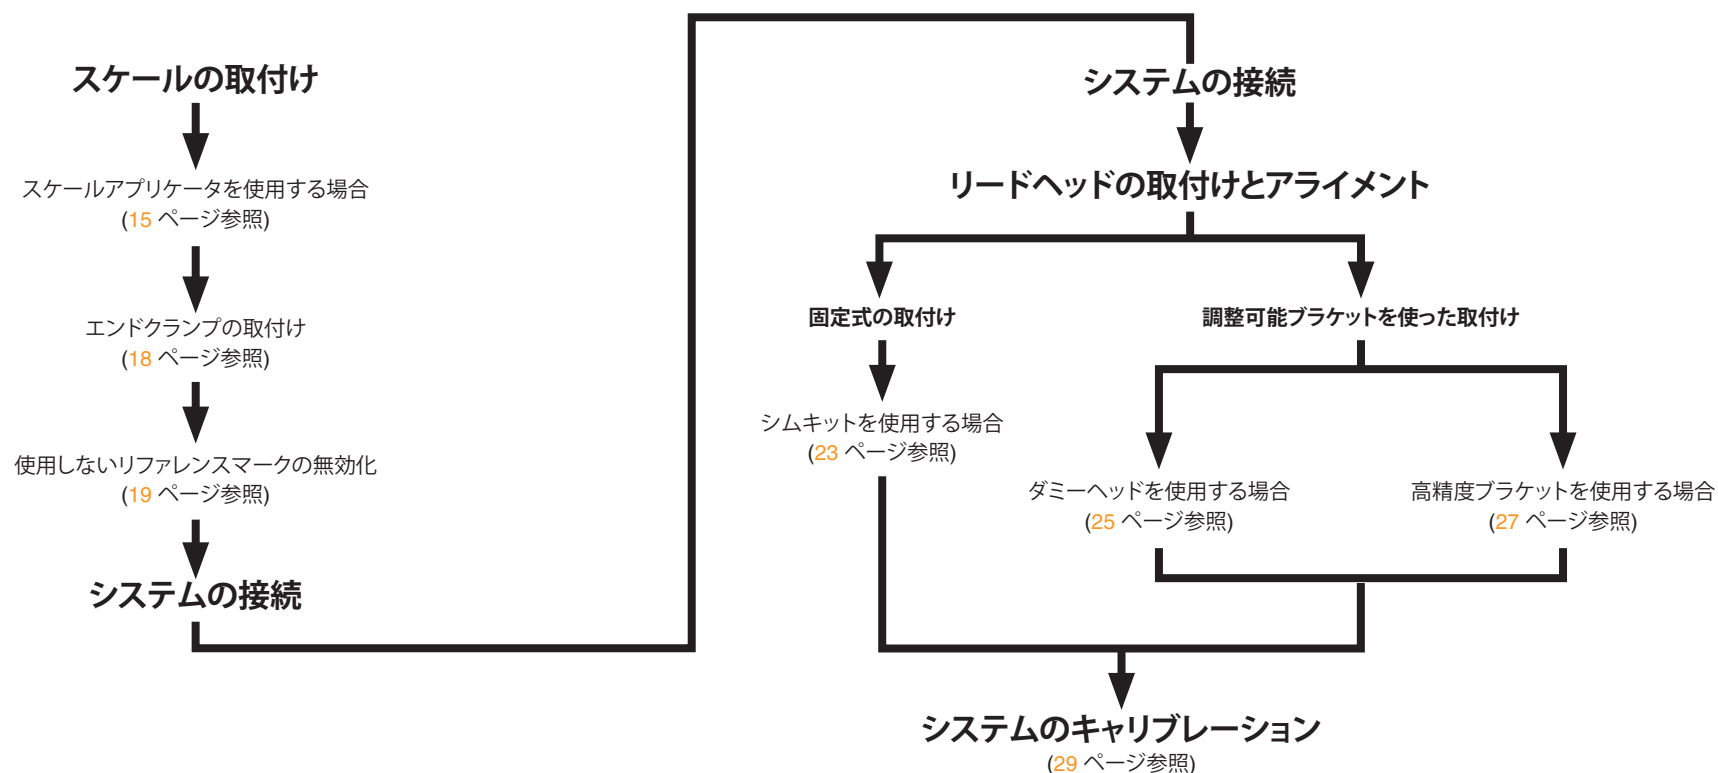 スケールの取付け
スケールアプリケータを使用する場合
(15 ページ参照)
エンドクランプの取付け
(18 ページ参照)
使用しないリファレンスマークの無効化
(19 ページ参照)
システムの接続
システムの接続
リードヘッドの取付けとアライメント
固定式の取付け
シムキットを使用する場合
(23 ページ参照)
調整可能ブラケットを使った取付け
ダミーヘッドを使用する場合
(25 ページ参照)
高精度ブラケットを使用する場合
(27 ページ参照)
システムのキャリブレーション
(29 ページ参照)